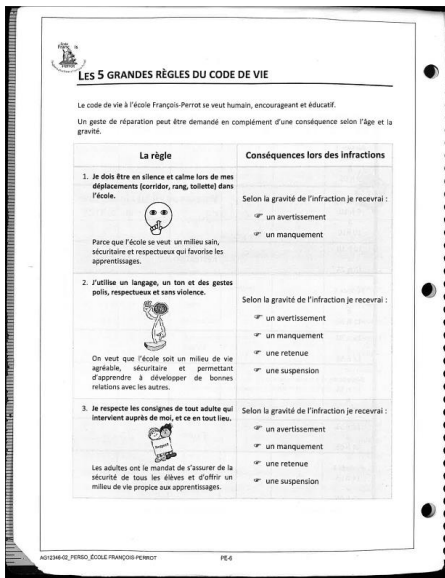 École
François
Perrot
LES 5 GRANDES RÈGLES DU CODE DE VIE
Le code de vie à l'école François-Perrot se veut humain, encourageant et éducatif.
Un geste de réparation peut être demandé en complément d'une conséquence selon l'âge et la
gravité.
La règle
Conséquences lors des infractions
1. Je dois être en silence et calme lors de mes
déplacements (corridor, rang, toilette) dans
l'école.
Parce que l'école se veut un milieu sain,
sécuritaire et respectueux qui favorise les
apprentissages.
Selon la gravité de l'infraction je recevrai :
☞ un avertissement
☞ un manquement
2. J'utilise un langage, un ton et des gestes
polis, respectueux et sans violence.
On veut que l'école soit un milieu de vie
agréable, sécuritaire et permettant
d'apprendre à développer de bonnes
relations avec les autres.
Selon la gravité de l'infraction je recevrai :
☞ un avertissement
☞ un manquement
☞ une retenue
☞ une suspension
3. Je respecte les consignes de tout adulte qui
intervient auprès de moi, et ce en tout lieu.
Les adultes ont le mandat de s'assurer de la
sécurité de tous les élèves et d'offrir un
milieu de vie propice aux apprentissages.
Selon la gravité de l'infraction je recevrai :
☞ un avertissement
☞ un manquement
☞ une retenue
☞ une suspension
AG12346-02_PERSO_ÉCOLE FRANÇOIS-PERROT
PE-6